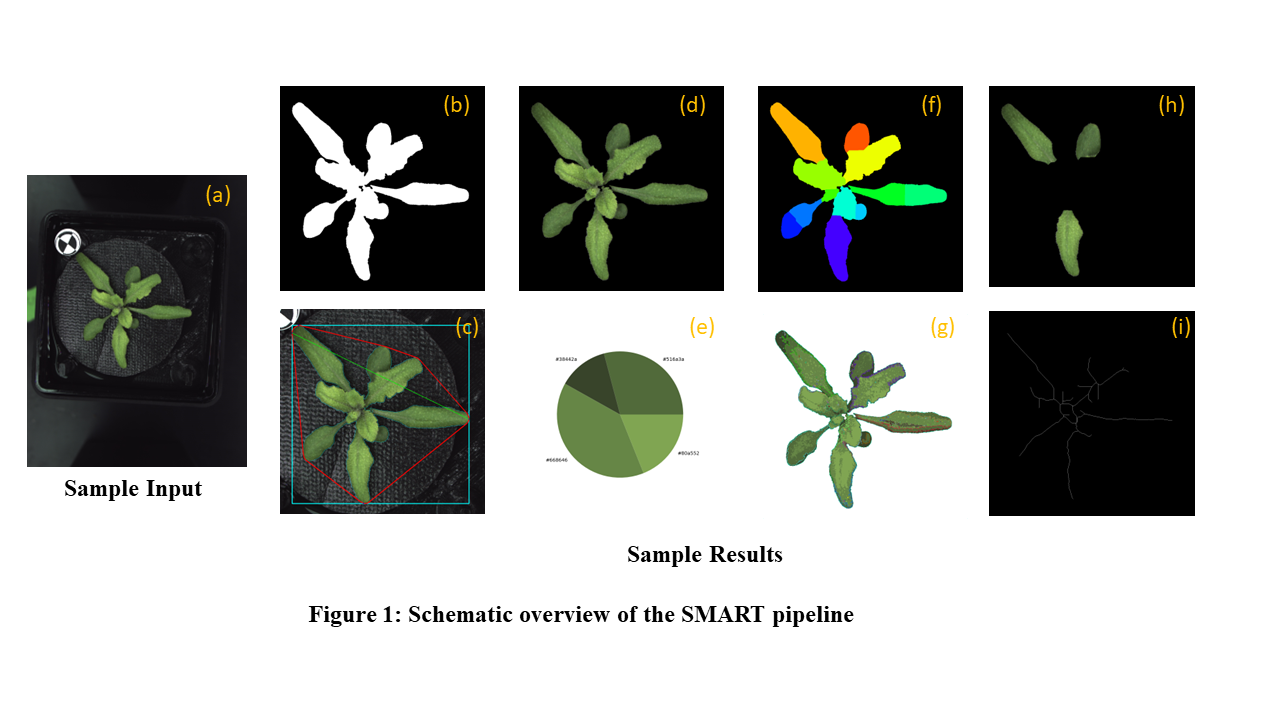 (a)
Sample Input
(b)
(d)
(f)
(h)
(c)
(e)
#38442a
#516a3a
#668646
#80a552
(g)
(i)
Sample Results
Figure 1: Schematic overview of the SMART pipeline